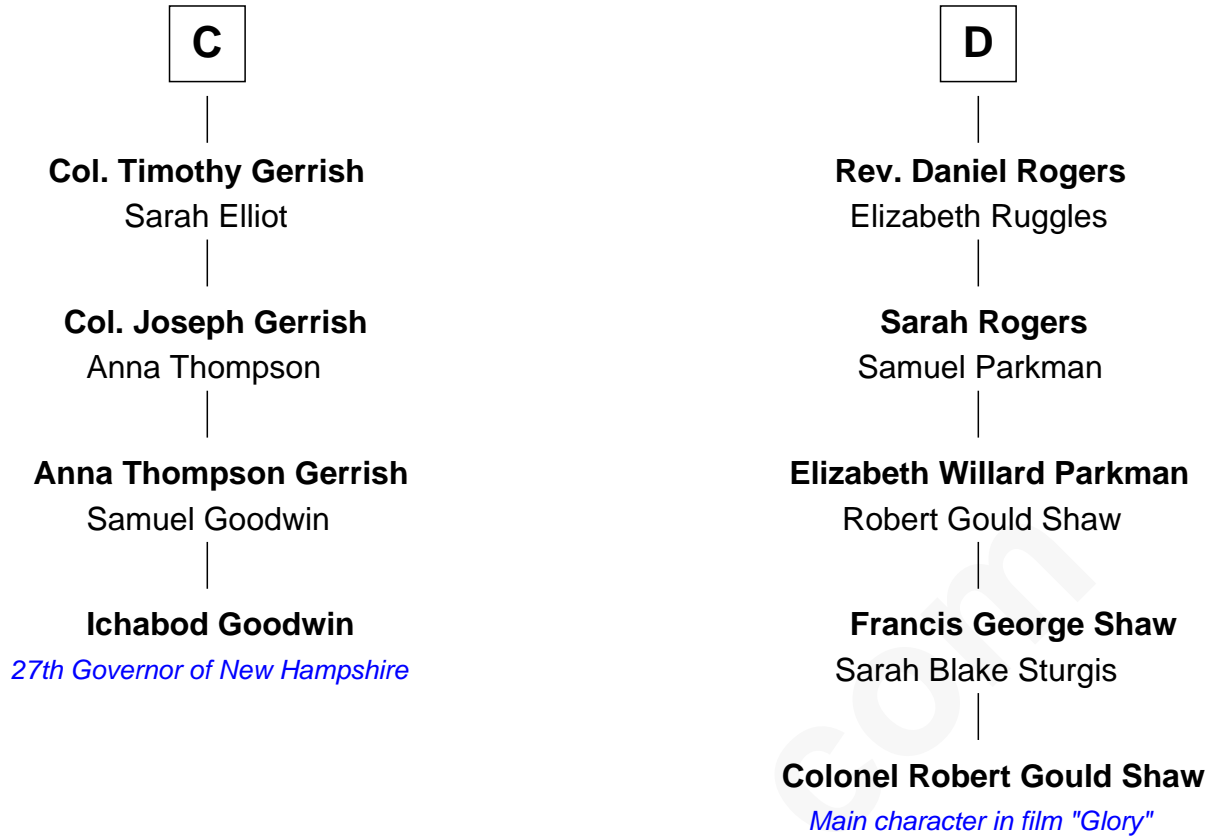 C
Col. Timothy Gerrish
Sarah Elliot
Col. Joseph Gerrish
Anna Thompson
Anna Thompson Gerrish
Samuel Goodwin
Ichabod Goodwin
27th Governor of New Hampshire
D
Rev. Daniel Rogers
Elizabeth Ruggles
Sarah Rogers
Samuel Parkman
Elizabeth Willard Parkman
Robert Gould Shaw
Francis George Shaw
Sarah Blake Sturgis
Colonel Robert Gould Shaw
Main character in film "Glory"
com